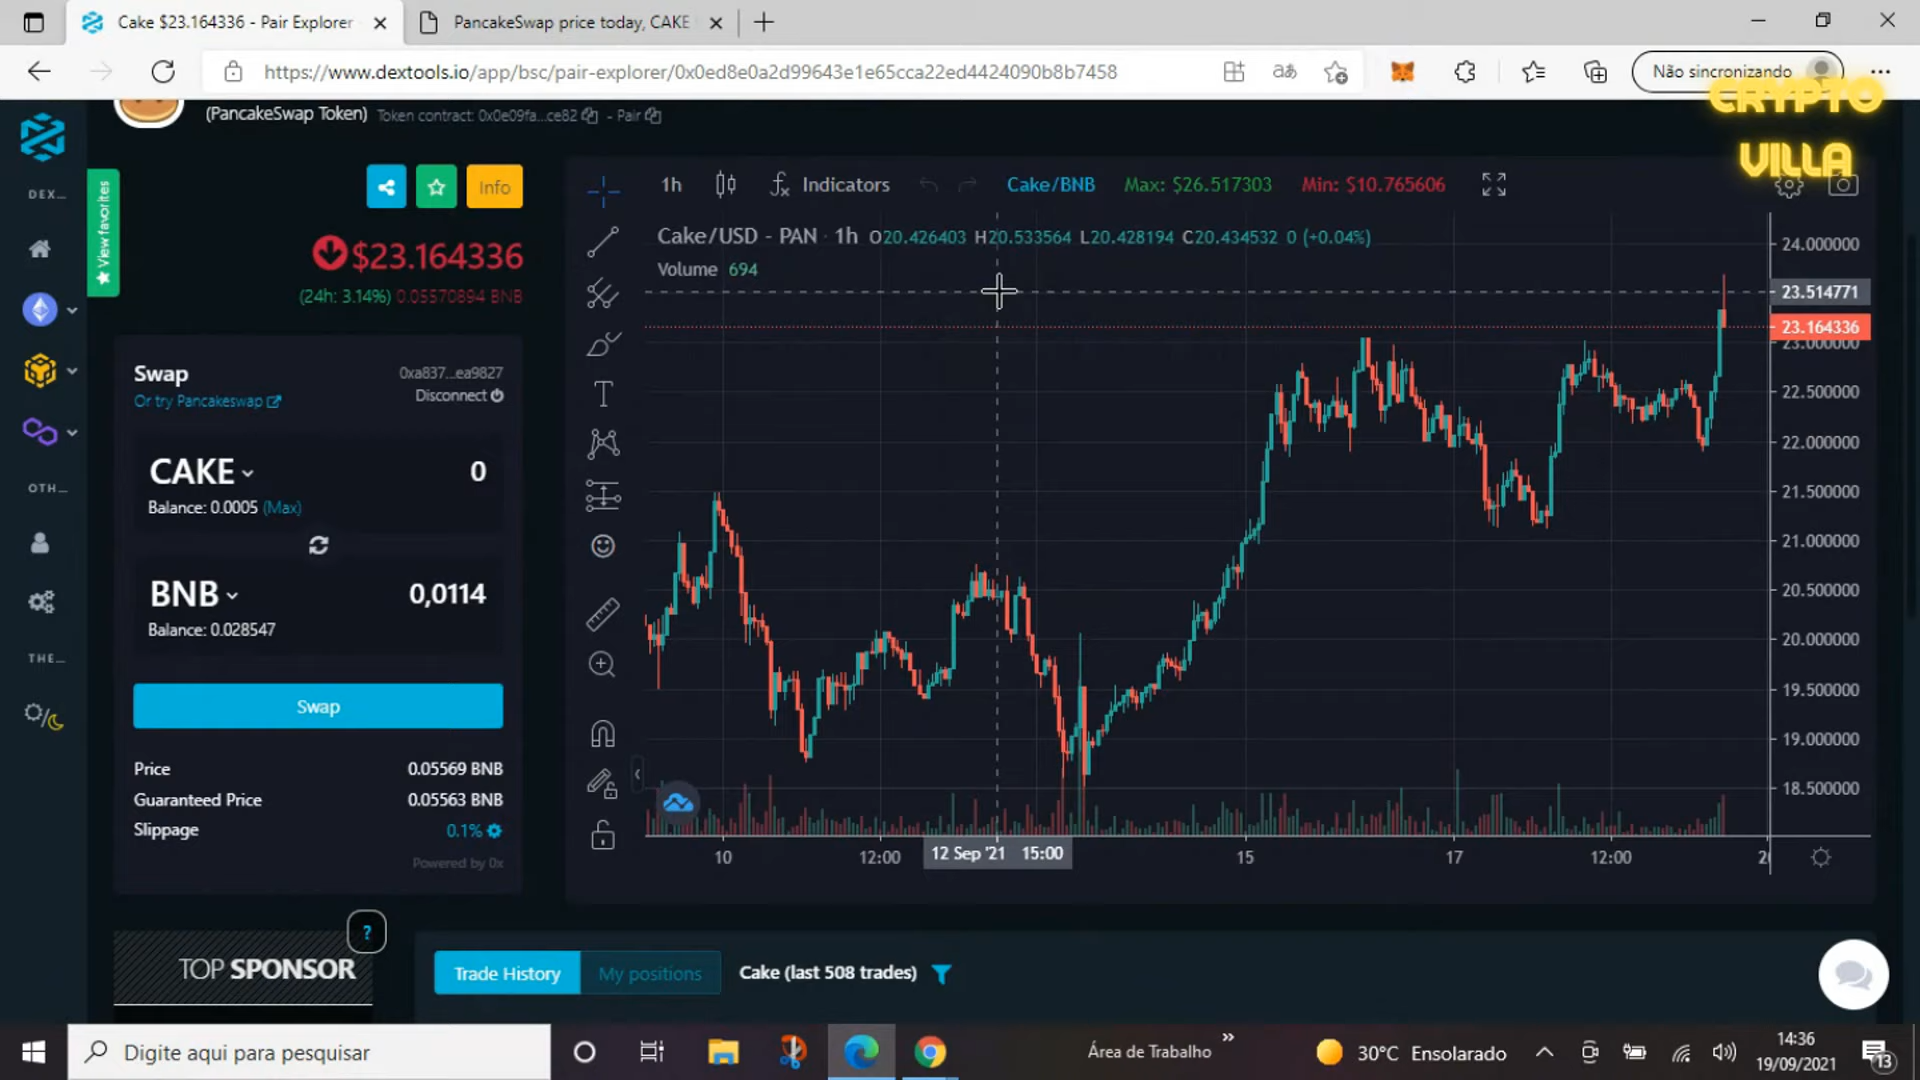 Cake $23.164336 - Pair Explorer
PancakeSwap price today, CAKE
https://www.dextools.io/app/bsc/pair-explorer/0x0ed8e0a2d99643e1e65cca22ed4424090b8b7458
Não sincronizando
CRYPTO
VILLA
(PancakeSwap Token) Token contract: 0x0e09fa...ce82 - Pair
DEX...
View favorites
Info
1h Indicators Cake/BNB Max: $26.517303 Min: $10.765606
Cake/USD - PAN · 1h O20.426403 H20.533564 L20.428194 C20.434532 0 (+0.04%)
Volume 694
$23.164336
(24h: 3.14%) 0.05570894 BNB
Swap 0xa837...ea9827
Or try Pancakeswap Disconnect
CAKE 0
Balance: 0.0005 (Max)
OTH...
BNB 0,0114
Balance: 0.028547
THE...
Swap
Price 0.05569 BNB
Guaranteed Price 0.05563 BNB
Slippage 0.1%
Powered by 0x
24.000000
23.514771
23.164336
23.000000
22.500000
22.000000
21.500000
21.000000
20.500000
20.000000
19.500000
19.000000
18.500000
10 12:00 12 Sep '21 15:00 15 17 12:00
TOP SPONSOR
?
Trade History My positions Cake (last 508 trades)
Digite aqui para pesquisar
Área de Trabalho
30°C Ensolarado
14:36
19/09/2021
13